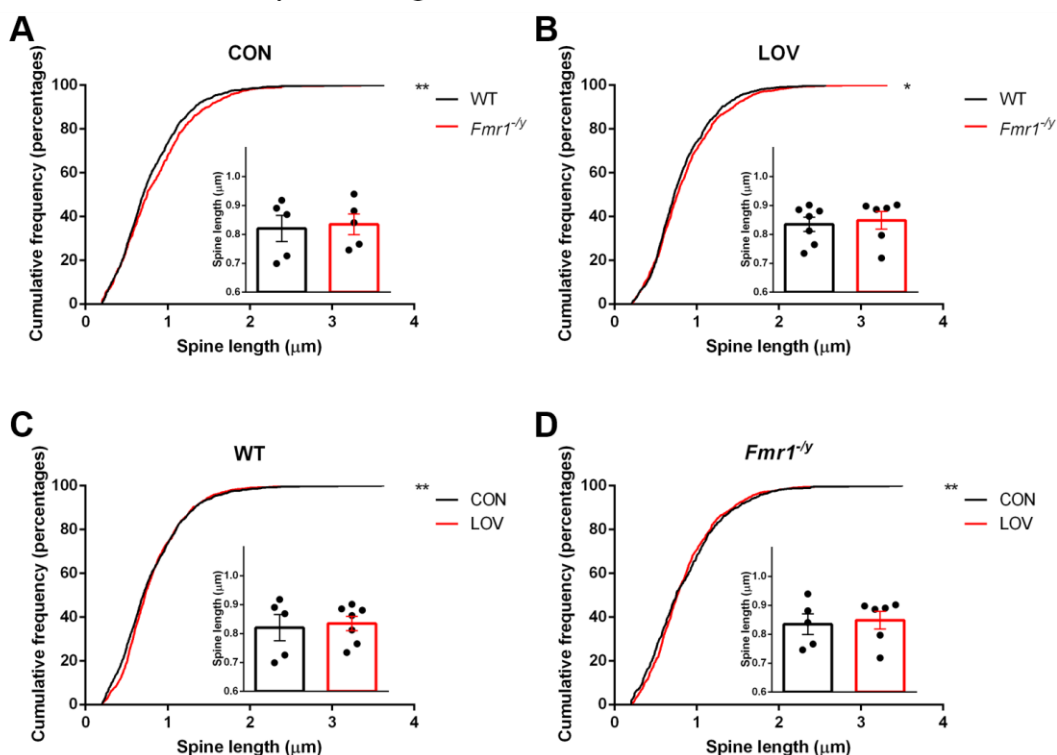 A
CON
Cumulative frequency (percentages)
100
80
60
40
20
0
0
1
2
3
4
Spine length (μm)
**
WT
Fmr1-/y
Spine length (μm)
1.0
0.9
0.8
0.7
0.6
B
LOV
Cumulative frequency (percentages)
100
80
60
40
20
0
0
1
2
3
4
Spine length (μm)
*
WT
Fmr1-/y
Spine length (μm)
1.0
0.9
0.8
0.7
0.6
C
WT
Cumulative frequency (percentages)
100
80
60
40
20
0
0
1
2
3
4
Spine length (μm)
**
CON
LOV
Spine length (μm)
1.0
0.9
0.8
0.7
0.6
D
Fmr1-/y
Cumulative frequency (percentages)
100
80
60
40
20
0
0
1
2
3
4
Spine length (μm)
**
CON
LOV
Spine length (μm)
1.0
0.9
0.8
0.7
0.6